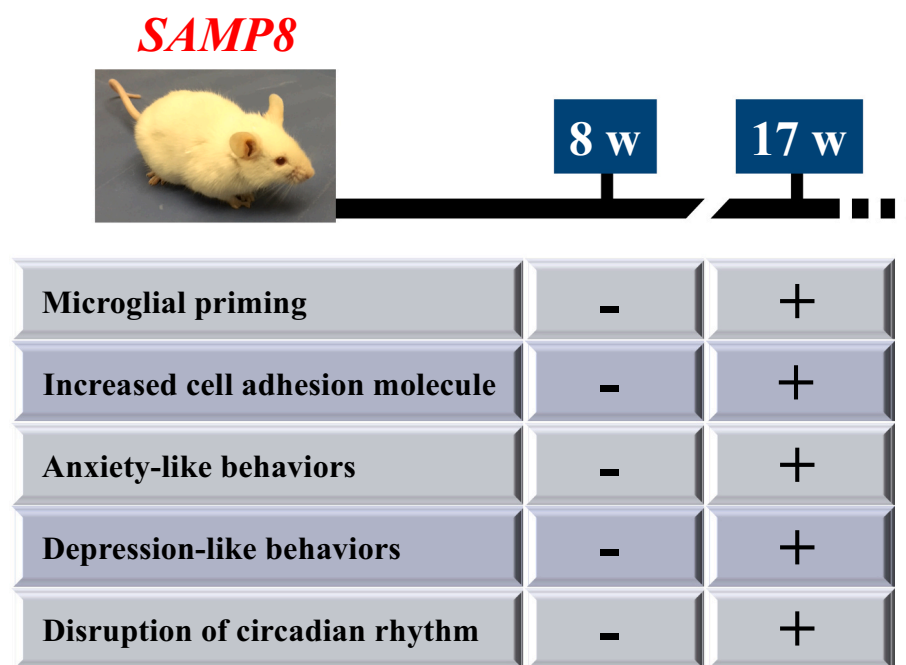 SAMP8
8 w
17 w
Microglial priming - +
Increased cell adhesion molecule - +
Anxiety-like behaviors - +
Depression-like behaviors - +
Disruption of circadian rhythm - +